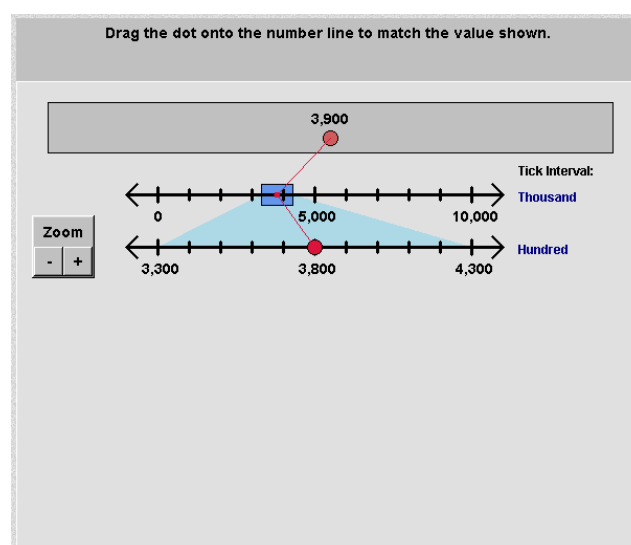 Drag the dot onto the number line to match the value shown.
3,900
Tick Interval:
Thousand
0 5,000 10,000
Zoom
- +
Hundred
3,300 3,800 4,300